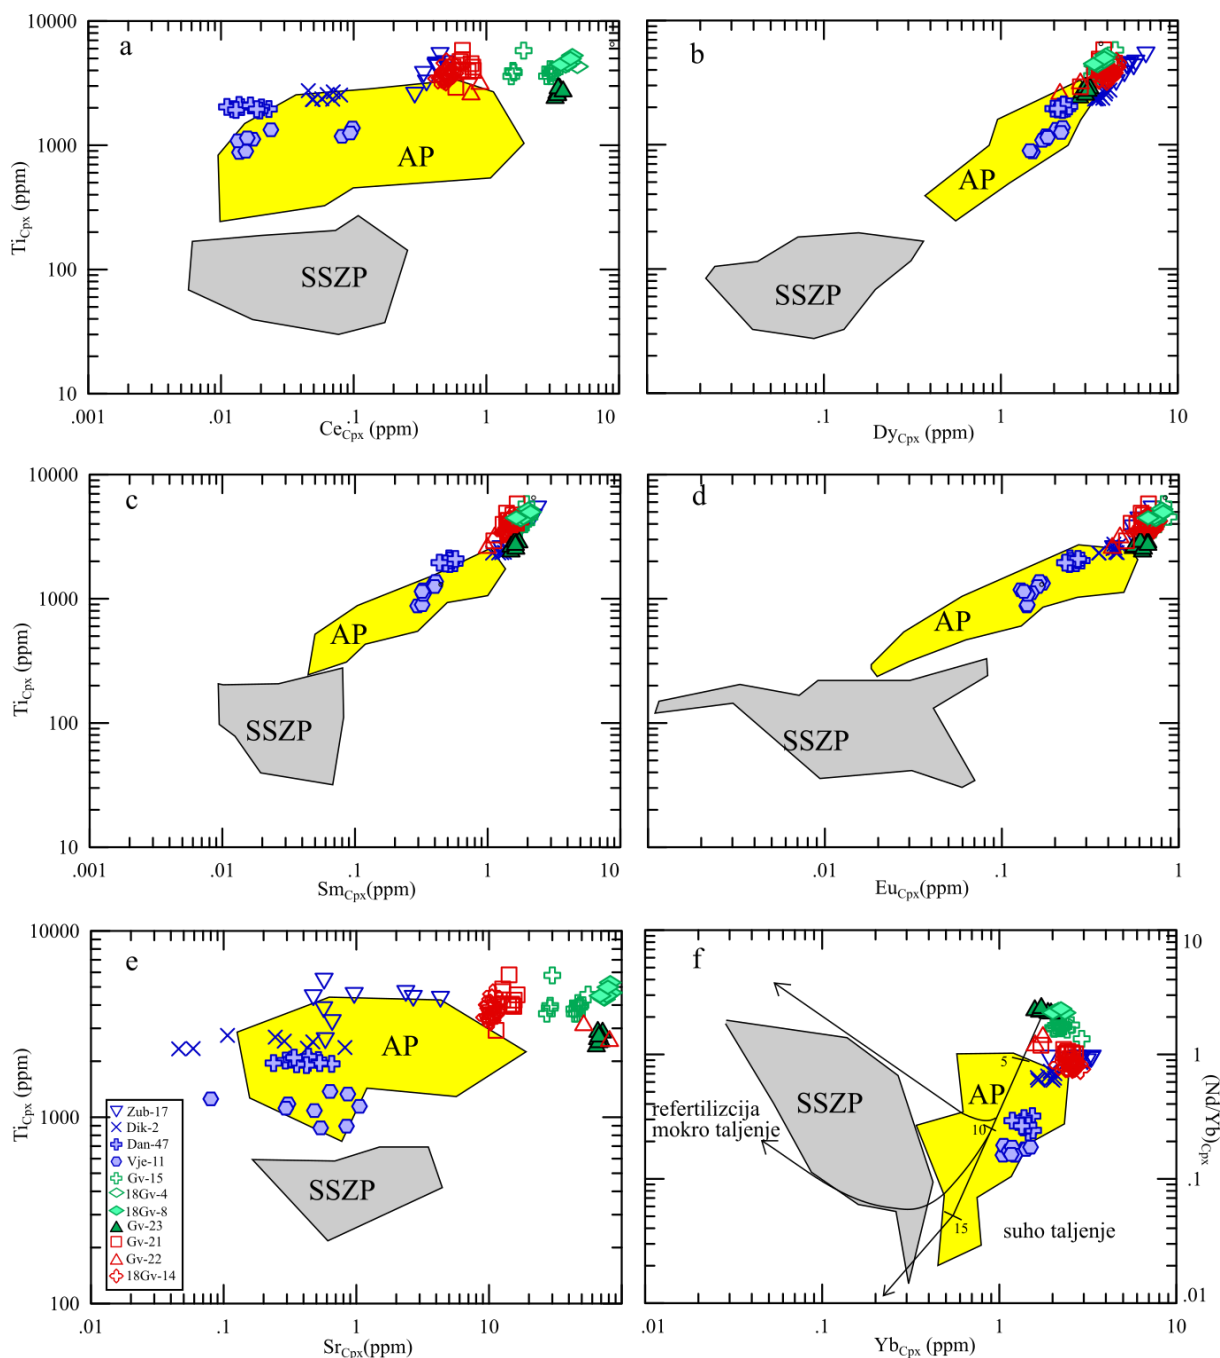 a
10000
1000
100
10
Ti_Cpx (ppm)
AP
SSZP
.001
.01
.1
1
10
Ce_Cpx (ppm)
b
AP
SSZP
.1
1
10
Dy_Cpx (ppm)
c
10000
1000
100
10
Ti_Cpx (ppm)
AP
SSZP
.001
.01
.1
1
10
Sm_Cpx(ppm)
d
AP
SSZP
.01
.1
1
Eu_Cpx(ppm)
e
10000
1000
100
Ti_Cpx (ppm)
AP
SSZP
Zub-17
Dik-2
Dan-47
Vje-11
Gv-15
18Gv-4
18Gv-8
Gv-23
Gv-21
Gv-22
18Gv-14
.1
1
10
Sr_Cpx(ppm)
f
SSZP
AP
5
10
15
refertilizcija
mokro taljenje
suho taljenje
10
1
.1
.01
(Nd/Yb)_Cpx
0.01
.1
1
10
Yb_Cpx (ppm)